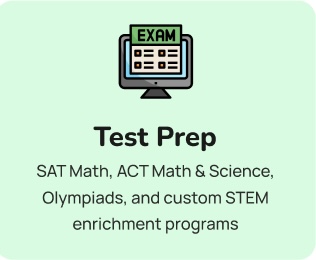 EXAM
Test Prep
SAT Math, ACT Math & Science,
Olympiads, and custom STEM
enrichment programs